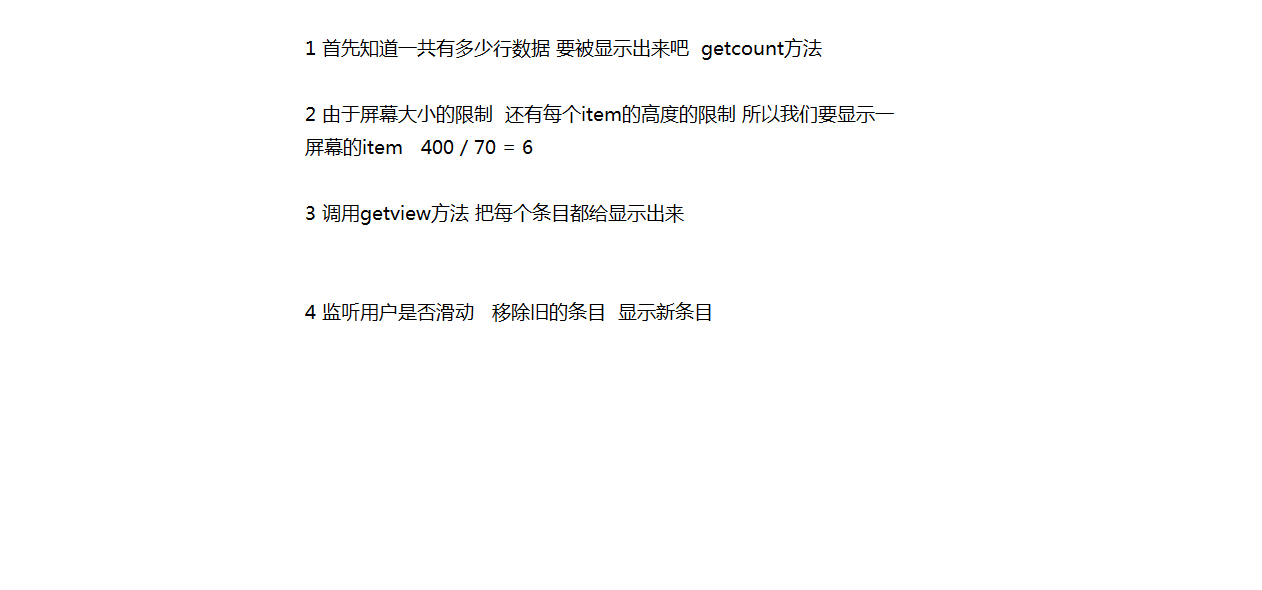 1 首先知道一共有多少行数据 要被显示出来吧  getcount方法
2 由于屏幕大小的限制  还有每个item的高度的限制 所以我们要显示一
屏幕的item   400 / 70 = 6
3 调用getview方法 把每个条目都给显示出来
4 监听用户是否滑动   移除旧的条目  显示新条目